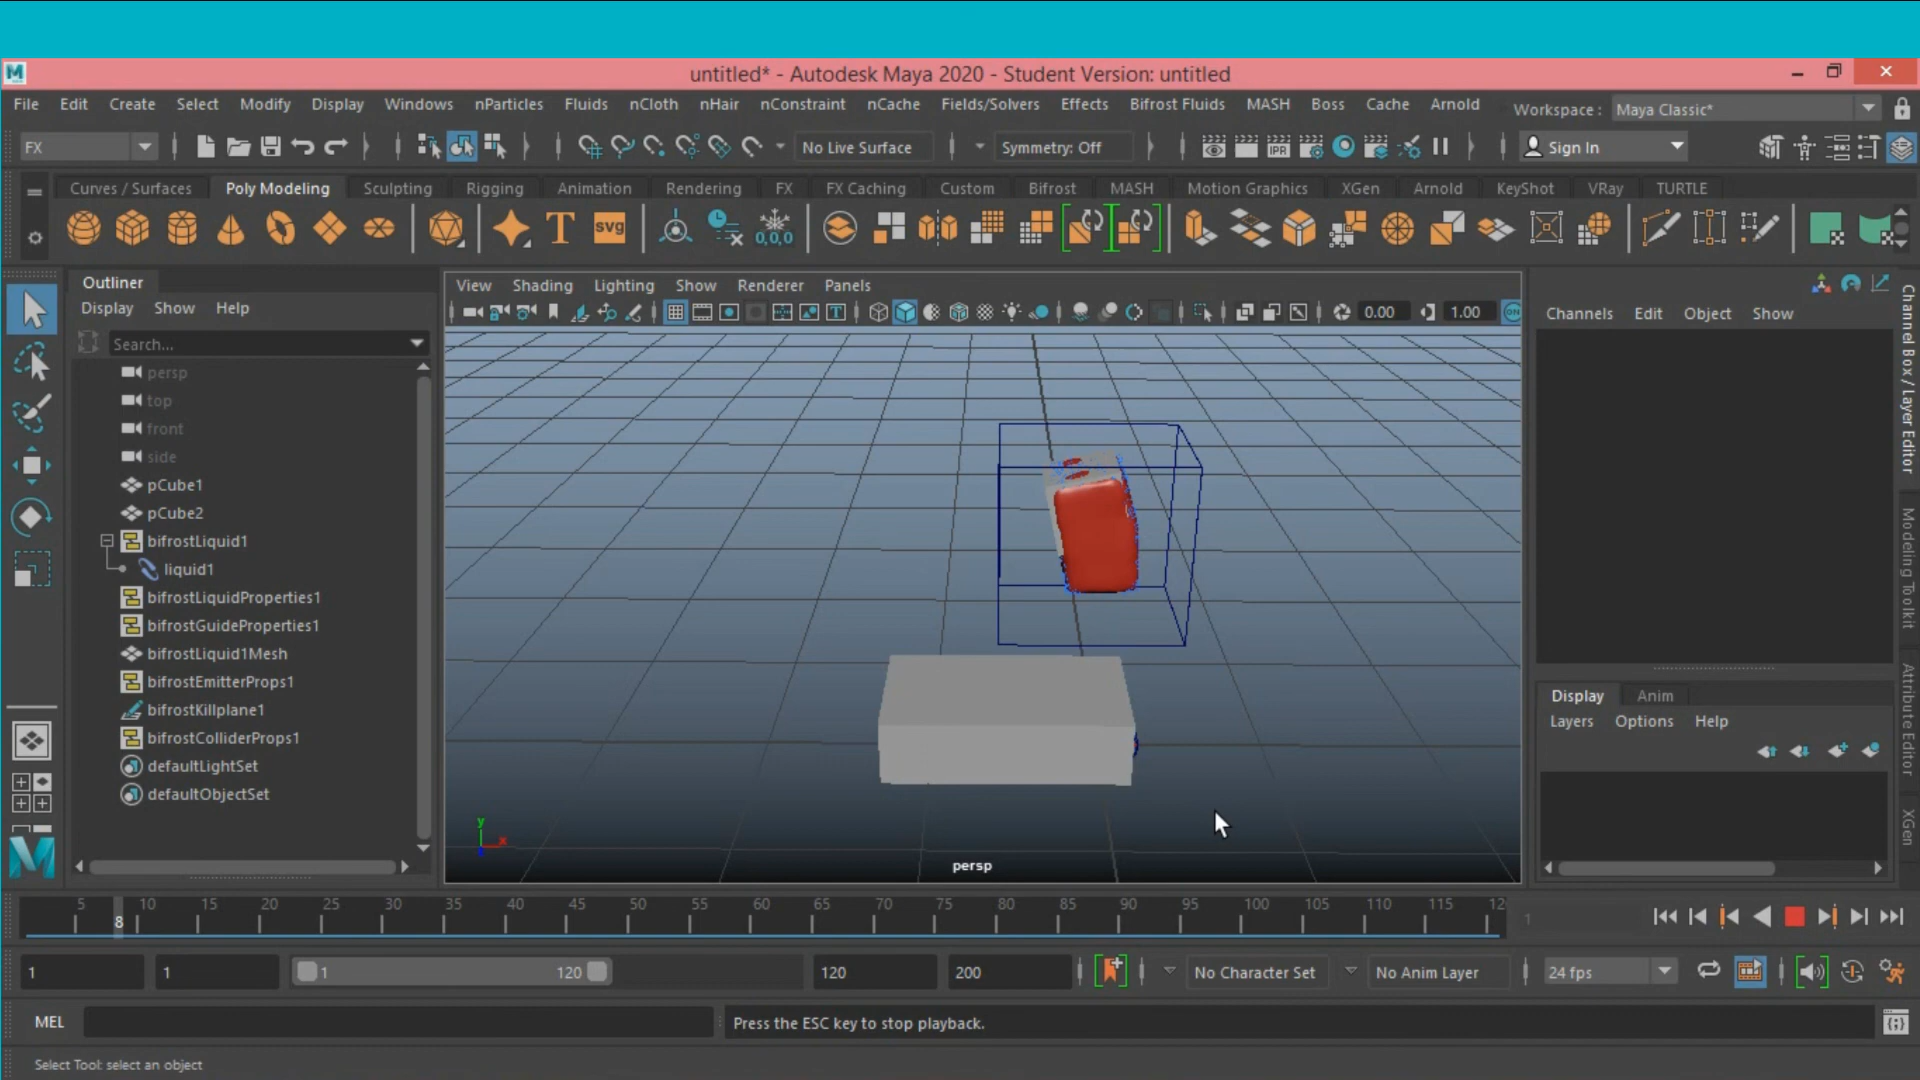 untitled* - Autodesk Maya 2020 - Student Version: untitled
File Edit Create Select Modify Display Windows nParticles Fluids nCloth nHair nConstraint nCache Fields/Solvers Effects Bifrost Fluids MASH Boss Cache Arnold Workspace : Maya Classic*
FX No Live Surface Symmetry: Off IPR Sign In
Curves / Surfaces Poly Modeling Sculpting Rigging Animation Rendering FX FX Caching Custom Bifrost MASH Motion Graphics XGen Arnold KeyShot VRay TURTLE
T SVG 0,0,0
Outliner
Display Show Help
Search...
persp
top
front
side
pCube1
pCube2
bifrostLiquid1
liquid1
bifrostLiquidProperties1
bifrostGuideProperties1
bifrostLiquid1Mesh
bifrostEmitterProps1
bifrostKillplane1
bifrostColliderProps1
defaultLightSet
defaultObjectSet
View Shading Lighting Show Renderer Panels
0.00 1.00 ON
y
x
persp
Channels Edit Object Show
Display Anim
Layers Options Help
Channel Box / Layer Editor
Modeling Toolkit
Attribute Editor
XGen
5 10 15 20 25 30 35 40 45 50 55 60 65 70 75 80 85 90 95 100 105 110 115 12
8
1
1 1 1 120 120 200 No Character Set No Anim Layer 24 fps
MEL Press the ESC key to stop playback.
Select Tool: select an object